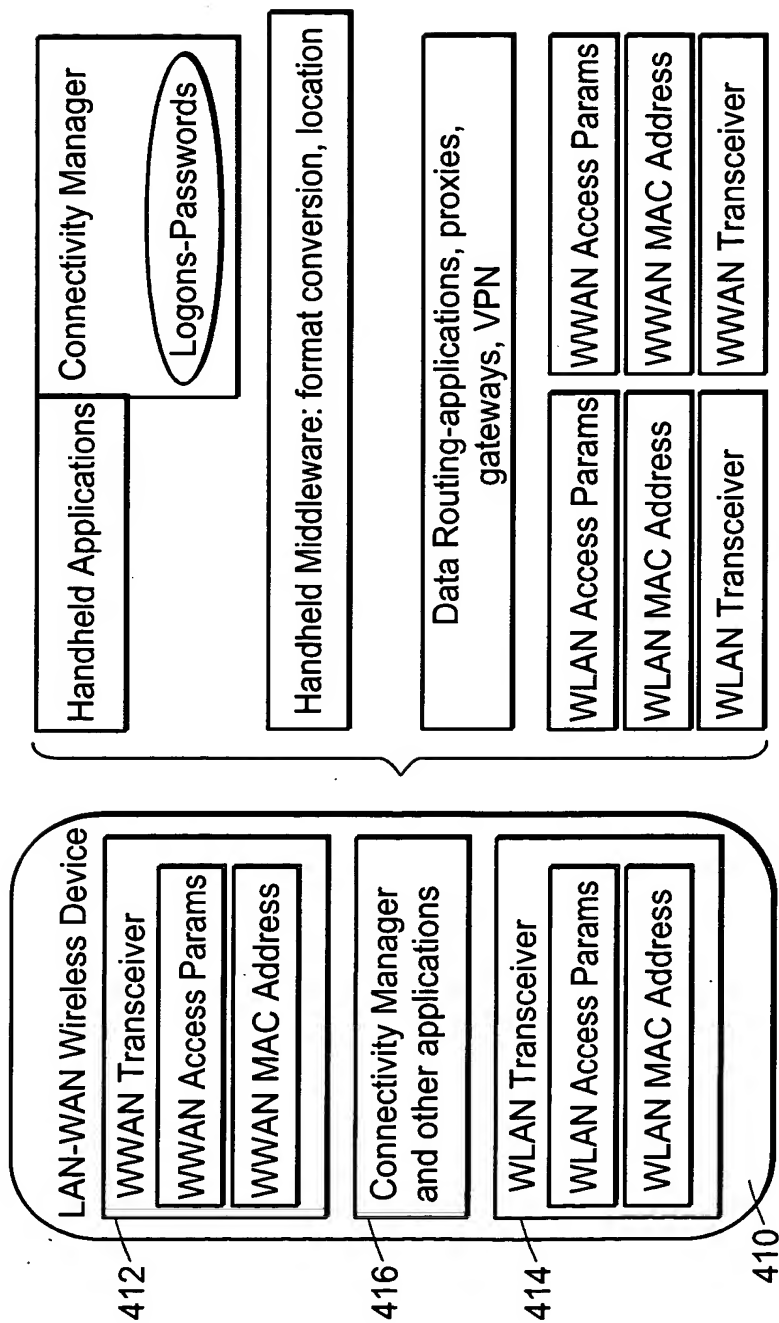 LAN-WAN Wireless Device
WWAN Transceiver
WWAN Access Params
WWAN MAC Address
412
Connectivity Manager
and other applications
416
WLAN Transceiver
WLAN Access Params
WLAN MAC Address
414
410
Handheld Applications
Connectivity Manager
Logons-Passwords
Handheld Middleware: format conversion, location
Data Routing-applications, proxies,
gateways, VPN
WLAN Access Params
WLAN MAC Address
WLAN Transceiver
WWAN Access Params
WWAN MAC Address
WWAN Transceiver